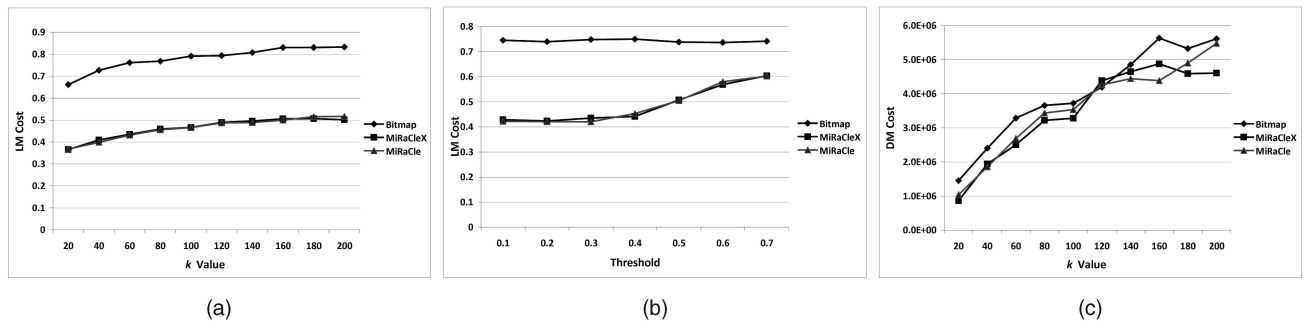 0.9
0.8
0.7
0.6
0.5
0.4
0.3
0.2
0.1
0
LM Cost
20 40 60 80 100 120 140 160 180 200
k Value
Bitmap
MiRaCleX
MiRaCle
(a)
0.8
0.7
0.6
0.5
0.4
0.3
0.2
0.1
0
LM Cost
0.1 0.2 0.3 0.4 0.5 0.6 0.7
Threshold
Bitmap
MiRaCleX
MiRaCle
(b)
6.0E+06
5.0E+06
4.0E+06
3.0E+06
2.0E+06
1.0E+06
0.0E+00
DM Cost
20 40 60 80 100 120 140 160 180 200
k Value
Bitmap
MiRaCleX
MiRaCle
(c)